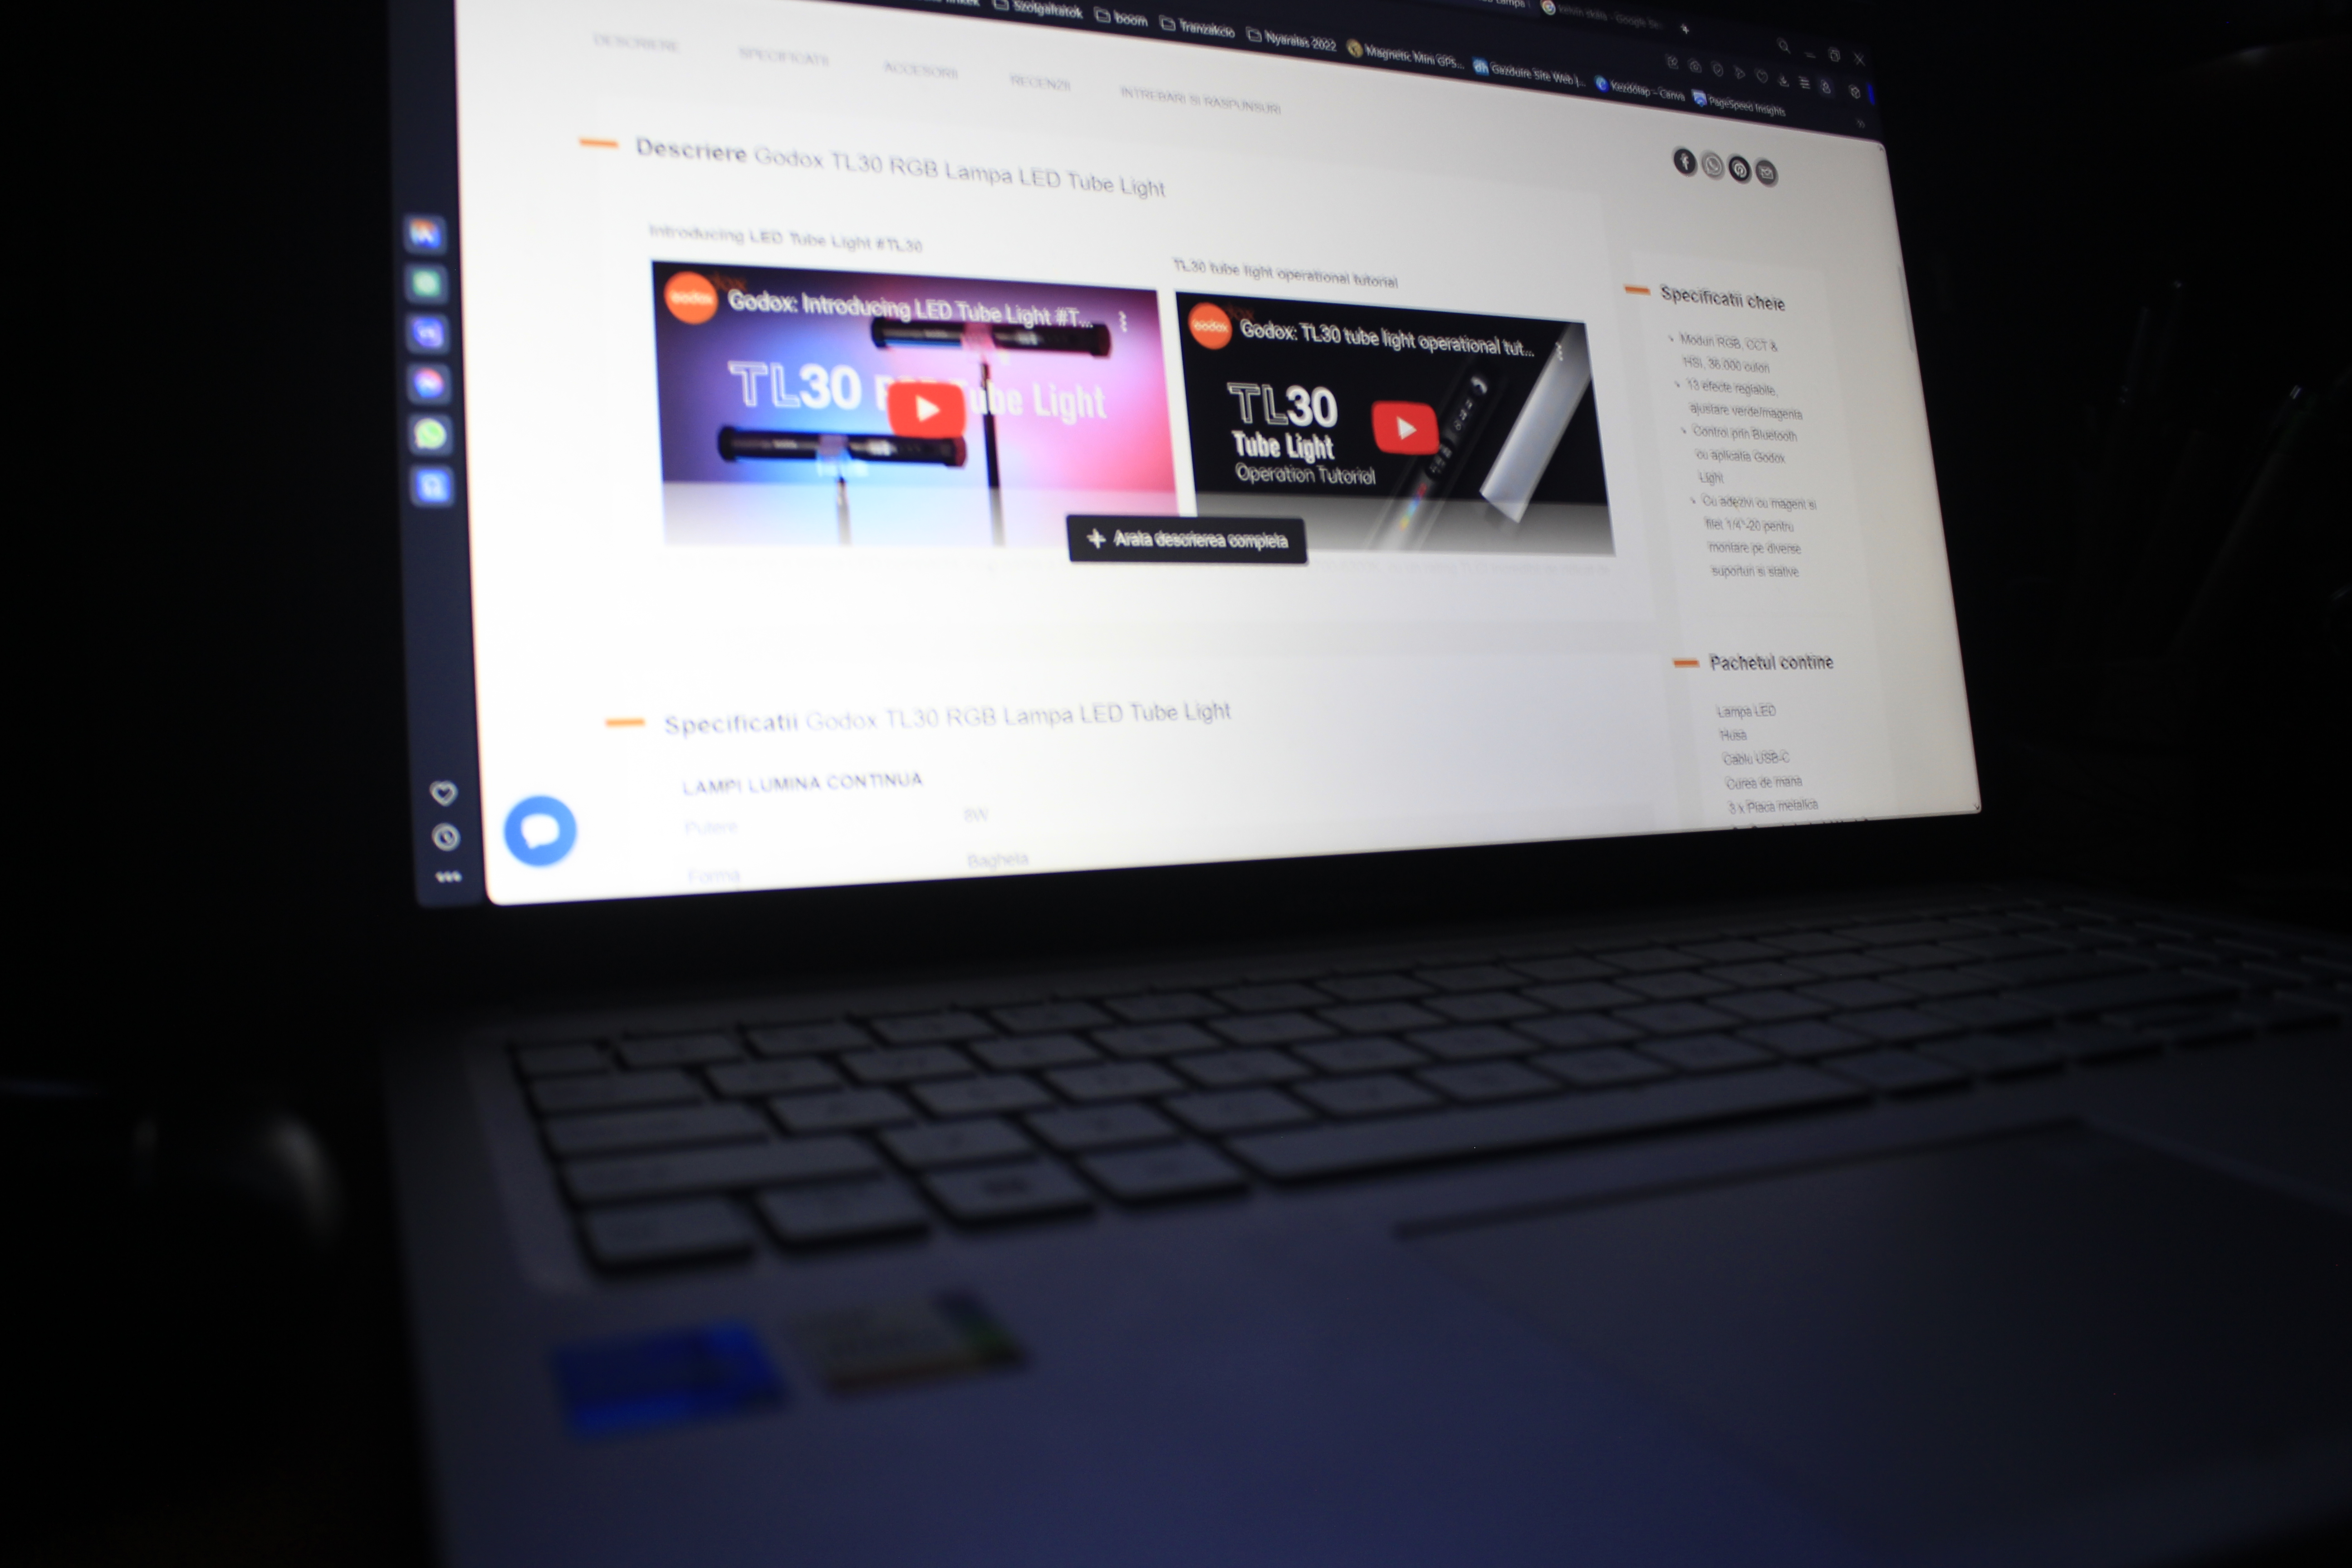 Szolgaltatok
boom
Tranzakcio
Nyaralas 2022
Magnetic Mini GPS...
Gazduire Site Web |...
Kezdőlap – Canva
PageSpeed Insights
DESCRIERE
SPECIFICATII
ACCESORII
RECENZII
INTREBARI SI RASPUNSURI
Descriere Godox TL30 RGB Lampa LED Tube Light
Introducing LED Tube Light #TL30
Godox
Godox: Introducing LED Tube Light #T...
TL30 Tube Light
TL30 tube light operational tutorial
Godox
Godox: TL30 tube light operational tut...
TL30
Tube Light
Operation Tutorial
Arata descrierea completa
Specificatii Godox TL30 RGB Lampa LED Tube Light
LAMPI LUMINA CONTINUA
Putere 8W
Forma Bagheta
Specificatii cheie
Moduri RGB, CCT &
HSI, 36.000 culori
13 efecte reglabile,
ajustare verde/magenta
Control prin Bluetooth
cu aplicatia Godox
Light
Cu adezivi cu magent si
filet 1/4"-20 pentru
montare pe diverse
suporturi si stative
Pachetul contine
Lampa LED
Husa
Cablu USB-C
Curea de mana
3 x Placa metalica